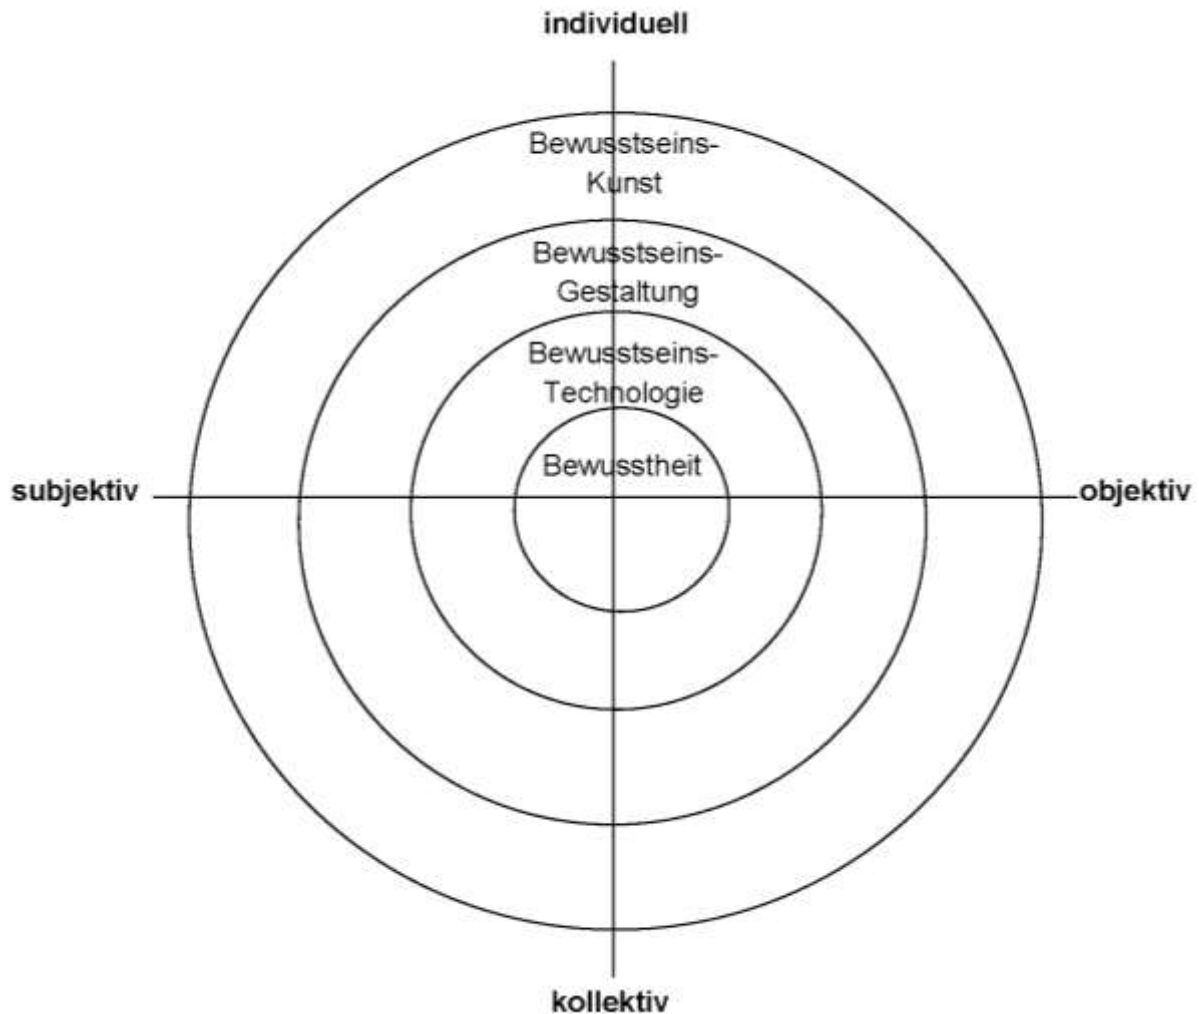 individuell
Bewusstseins-
Kunst
Bewusstseins-
Gestaltung
Bewusstseins-
Technologie
Bewusstheit
subjektiv
objektiv
kollektiv